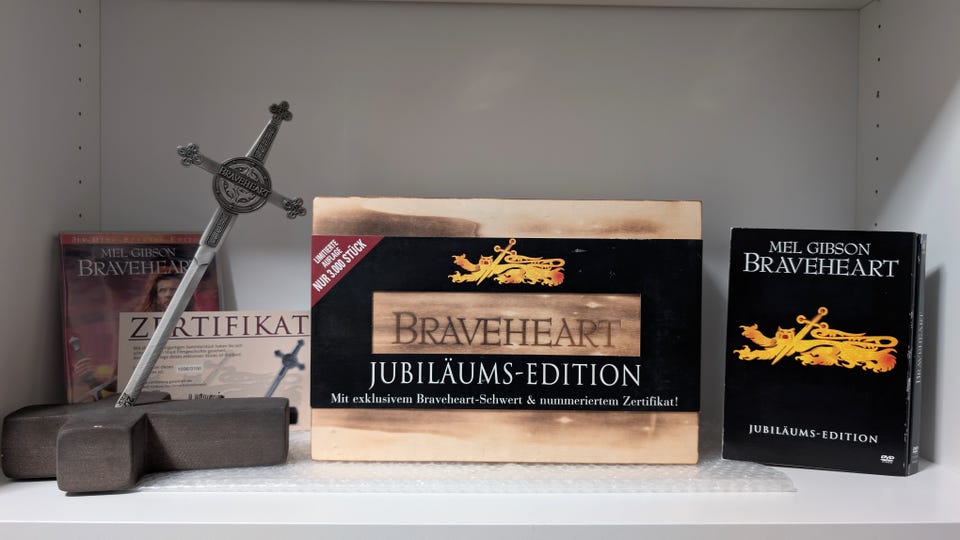 BRAVEHEART
MEL GIBSON
BRAVEHEART
ZERTIFIKAT
LIMITIERTE
AUFLAGE
NUR 3.000 STÜCK
BRAVEHEART
JUBILÄUMS-EDITION
Mit exklusivem Braveheart-Schwert & nummeriertem Zertifikat!
MEL GIBSON
BRAVEHEART
JUBILÄUMS-EDITION
DVD
BRAVEHEART